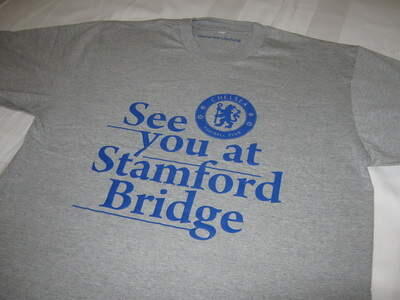 CHELSEA
FOOTBALL CLUB
See
you at
Stamford
Bridge